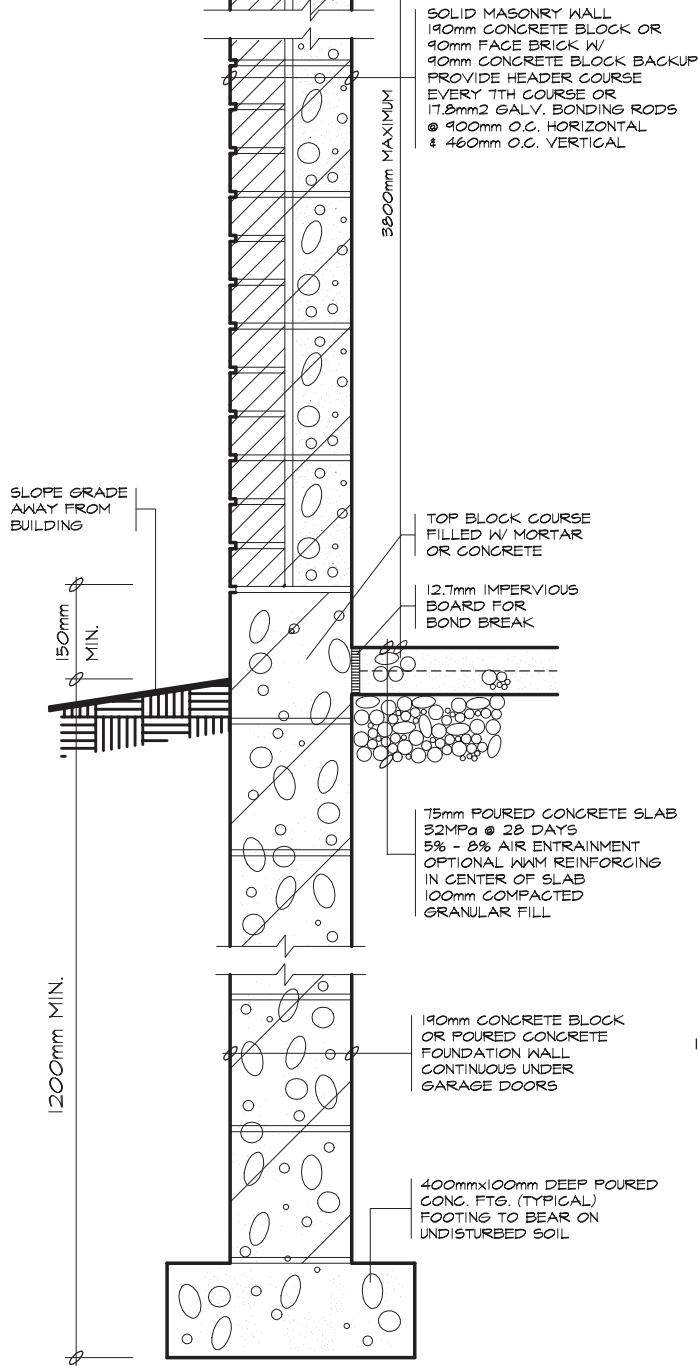 SOLID MASONRY WALL
190mm CONCRETE BLOCK OR
90mm FACE BRICK W/
90mm CONCRETE BLOCK BACKUP
PROVIDE HEADER COURSE
EVERY 7TH COURSE OR
17.8mm2 GALV. BONDING RODS
@ 900mm O.C. HORIZONTAL
& 460mm O.C. VERTICAL
3800mm MAXIMUM
SLOPE GRADE
AWAY FROM
BUILDING
TOP BLOCK COURSE
FILLED W/ MORTAR
OR CONCRETE
12.7mm IMPERVIOUS
BOARD FOR
BOND BREAK
150mm
MIN.
75mm POURED CONCRETE SLAB
32MPa @ 28 DAYS
5% - 8% AIR ENTRAINMENT
OPTIONAL WWM REINFORCING
IN CENTER OF SLAB
100mm COMPACTED
GRANULAR FILL
1200mm MIN.
190mm CONCRETE BLOCK
OR POURED CONCRETE
FOUNDATION WALL
CONTINUOUS UNDER
GARAGE DOORS
400mmx100mm DEEP POURED
CONC. FTG. (TYPICAL)
FOOTING TO BEAR ON
UNDISTURBED SOIL